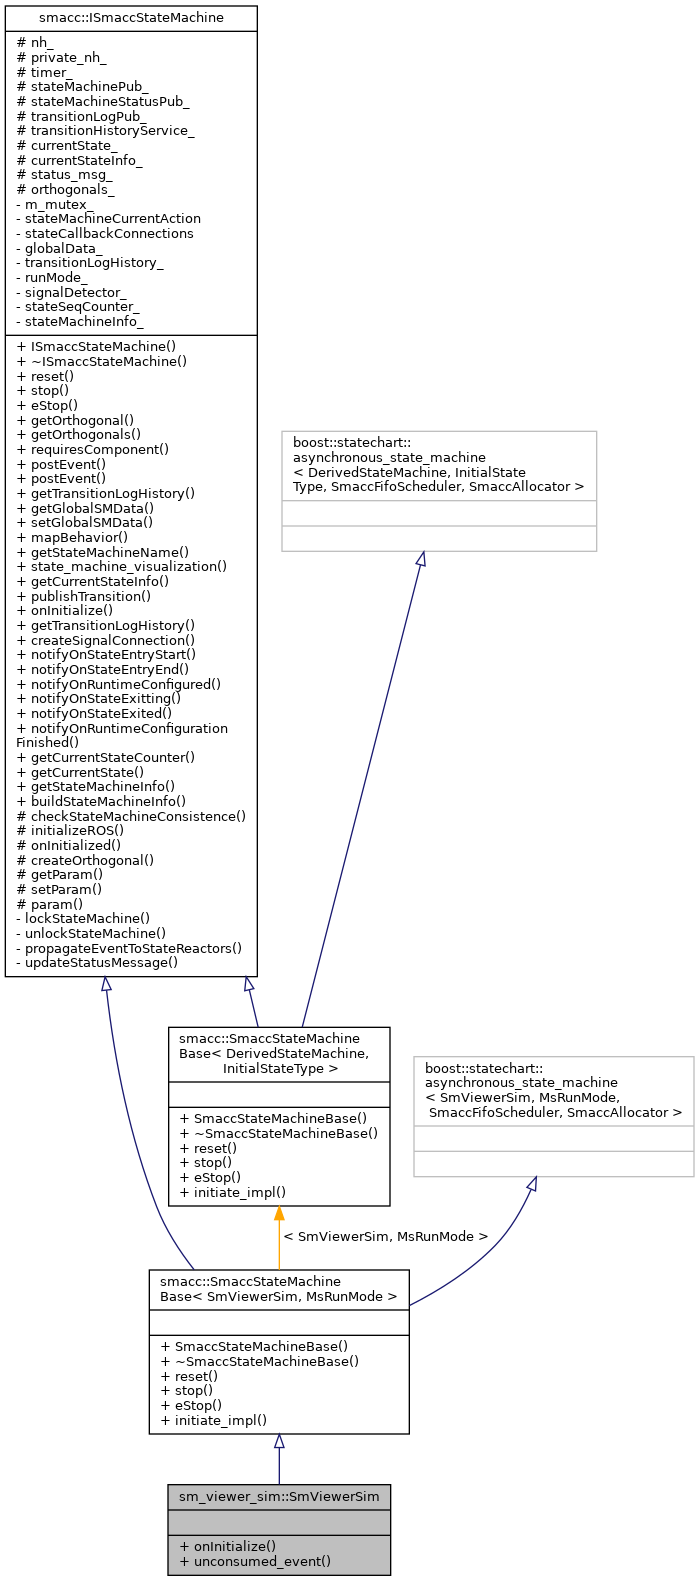 smacc::ISmaccStateMachine
# nh_
# private_nh_
# timer_
# stateMachinePub_
# stateMachineStatusPub_
# transitionLogPub_
# transitionHistoryService_
# currentState_
# currentStateInfo_
# status_msg_
# orthogonals_
- m_mutex_
- stateMachineCurrentAction
- stateCallbackConnections
- globalData_
- transitionLogHistory_
- runMode_
- signalDetector_
- stateSeqCounter_
- stateMachineInfo_
+ ISmaccStateMachine()
+ ~ISmaccStateMachine()
+ reset()
+ stop()
+ eStop()
+ getOrthogonal()
+ getOrthogonals()
+ requiresComponent()
+ postEvent()
+ postEvent()
+ getTransitionLogHistory()
+ getGlobalSMData()
+ setGlobalSMData()
+ mapBehavior()
+ getStateMachineName()
+ state_machine_visualization()
+ getCurrentStateInfo()
+ publishTransition()
+ onInitialize()
+ getTransitionLogHistory()
+ createSignalConnection()
+ notifyOnStateEntryStart()
+ notifyOnStateEntryEnd()
+ notifyOnRuntimeConfigured()
+ notifyOnStateExitting()
+ notifyOnStateExited()
+ notifyOnRuntimeConfiguration
Finished()
+ getCurrentStateCounter()
+ getCurrentState()
+ getStateMachineInfo()
+ buildStateMachineInfo()
# checkStateMachineConsistence()
# initializeROS()
# onInitialized()
# createOrthogonal()
# getParam()
# setParam()
# param()
- lockStateMachine()
- unlockStateMachine()
- propagateEventToStateReactors()
- updateStatusMessage()
boost::statechart::
asynchronous_state_machine
< DerivedStateMachine, InitialState
Type, SmaccFifoScheduler, SmaccAllocator >
smacc::SmaccStateMachine
Base< DerivedStateMachine,
InitialStateType >
+ SmaccStateMachineBase()
+ ~SmaccStateMachineBase()
+ reset()
+ stop()
+ eStop()
+ initiate_impl()
boost::statechart::
asynchronous_state_machine
< SmViewerSim, MsRunMode,
SmaccFifoScheduler, SmaccAllocator >
< SmViewerSim, MsRunMode >
smacc::SmaccStateMachine
Base< SmViewerSim, MsRunMode >
+ SmaccStateMachineBase()
+ ~SmaccStateMachineBase()
+ reset()
+ stop()
+ eStop()
+ initiate_impl()
sm_viewer_sim::SmViewerSim
+ onInitialize()
+ unconsumed_event()